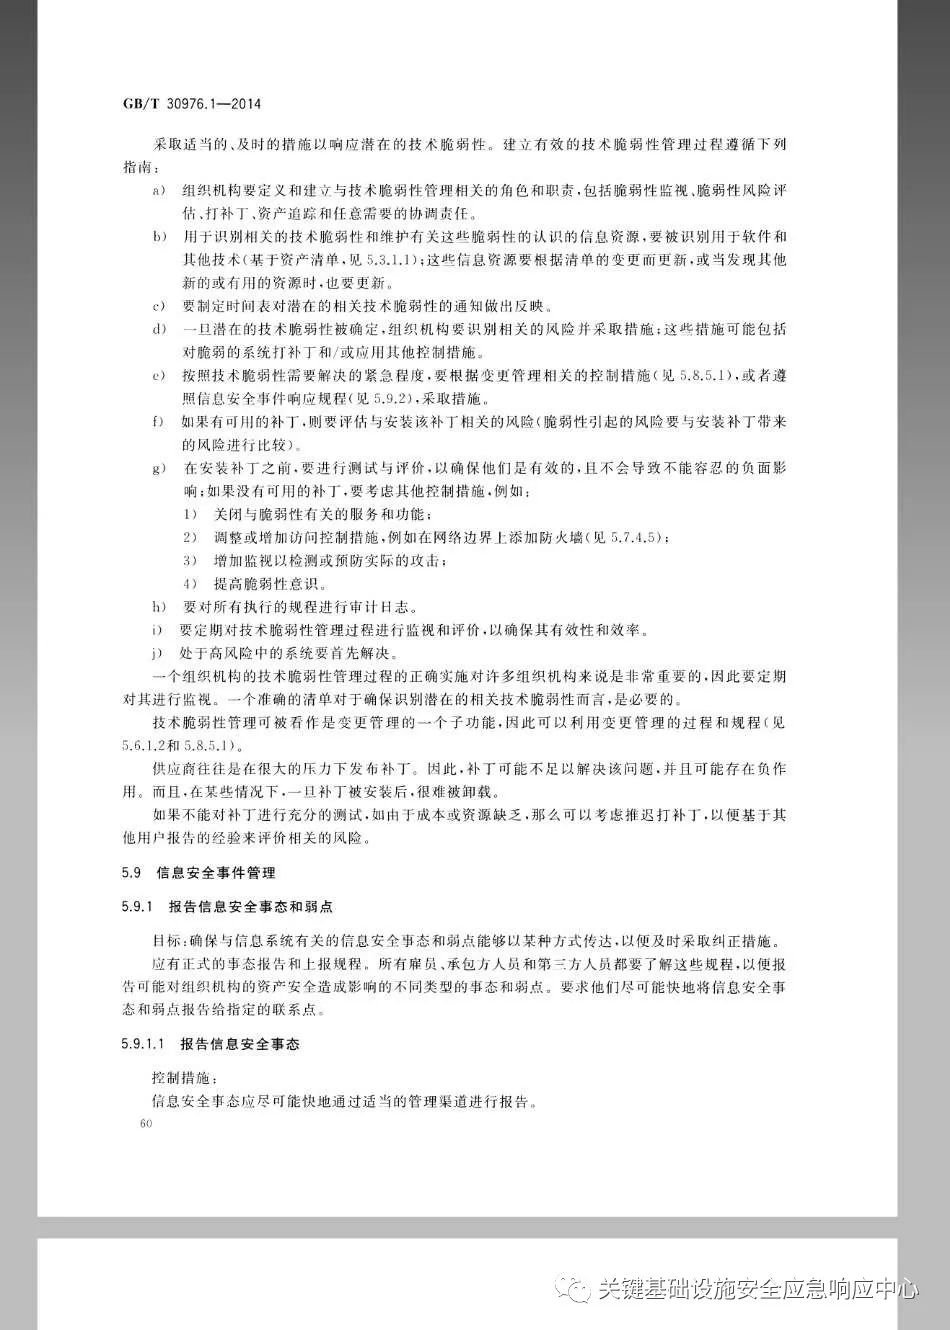 GB/T 30976.1—2014
采取适当的、及时的措施以响应潜在的技术脆弱性。建立有效的技术脆弱性管理过程遵循下列
指南:
a) 组织机构要定义和建立与技术脆弱性管理相关的角色和职责,包括脆弱性监视、脆弱性风险评
估、打补丁、资产追踪和任意需要的协调责任。
b) 用于识别相关的技术脆弱性和维护有关这些脆弱性的认识的信息资源,要被识别用于软件和
其他技术(基于资产清单,见 5.3.1.1);这些信息资源要根据清单的变更而更新,或当发现其他
新的或有用的资源时,也要更新。
c) 要制定时间表对潜在的相关技术脆弱性的通知做出反映。
d) 一旦潜在的技术脆弱性被确定,组织机构要识别相关的风险并采取措施;这些措施可能包括
对脆弱的系统打补丁和/或应用其他控制措施。
e) 按照技术脆弱性需要解决的紧急程度,要根据变更管理相关的控制措施(见 5.8.5.1),或者遵
照信息安全事件响应规程(见 5.9.2),采取措施。
f) 如果有可用的补丁,则要评估与安装该补丁相关的风险(脆弱性引起的风险要与安装补丁带来
的风险进行比较)。
g) 在安装补丁之前,要进行测试与评价,以确保他们是有效的,且不会导致不能容忍的负面影
响;如果没有可用的补丁,要考虑其他控制措施,例如:
1) 关闭与脆弱性有关的服务和功能;
2) 调整或增加访问控制措施,例如在网络边界上添加防火墙(见 5.7.4.5);
3) 增加监视以检测或预防实际的攻击;
4) 提高脆弱性意识。
h) 要对所有执行的规程进行审计日志。
i) 要定期对技术脆弱性管理过程进行监视和评价,以确保其有效性和效率。
j) 处于高风险中的系统要首先解决。
一个组织机构的技术脆弱性管理过程的正确实施对许多组织机构来说是非常重要的,因此要定期
对其进行监视。一个准确的清单对于确保识别潜在的相关技术脆弱性而言,是必要的。
技术脆弱性管理可被看作是变更管理的一个子功能,因此可以利用变更管理的过程和规程(见
5.6.1.2和 5.8.5.1)。
供应商往往是在很大的压力下发布补丁。因此,补丁可能不足以解决该问题,并且可能存在负作
用。而且,在某些情况下,一旦补丁被安装后,很难被卸载。
如果不能对补丁进行充分的测试,如由于成本或资源缺乏,那么可以考虑推迟打补丁,以便基于其
他用户报告的经验来评价相关的风险。
5.9 信息安全事件管理
5.9.1 报告信息安全事态和弱点
目标:确保与信息系统有关的信息安全事态和弱点能够以某种方式传达,以便及时采取纠正措施。
应有正式的事态报告和上报规程。所有雇员、承包方人员和第三方人员都要了解这些规程,以便报
告可能对组织机构的资产安全造成影响的不同类型的事态和弱点。要求他们尽可能快地将信息安全事
态和弱点报告给指定的联系点。
5.9.1.1 报告信息安全事态
控制措施:
信息安全事态应尽可能快地通过适当的管理渠道进行报告。
60
关键基础设施安全应急响应中心